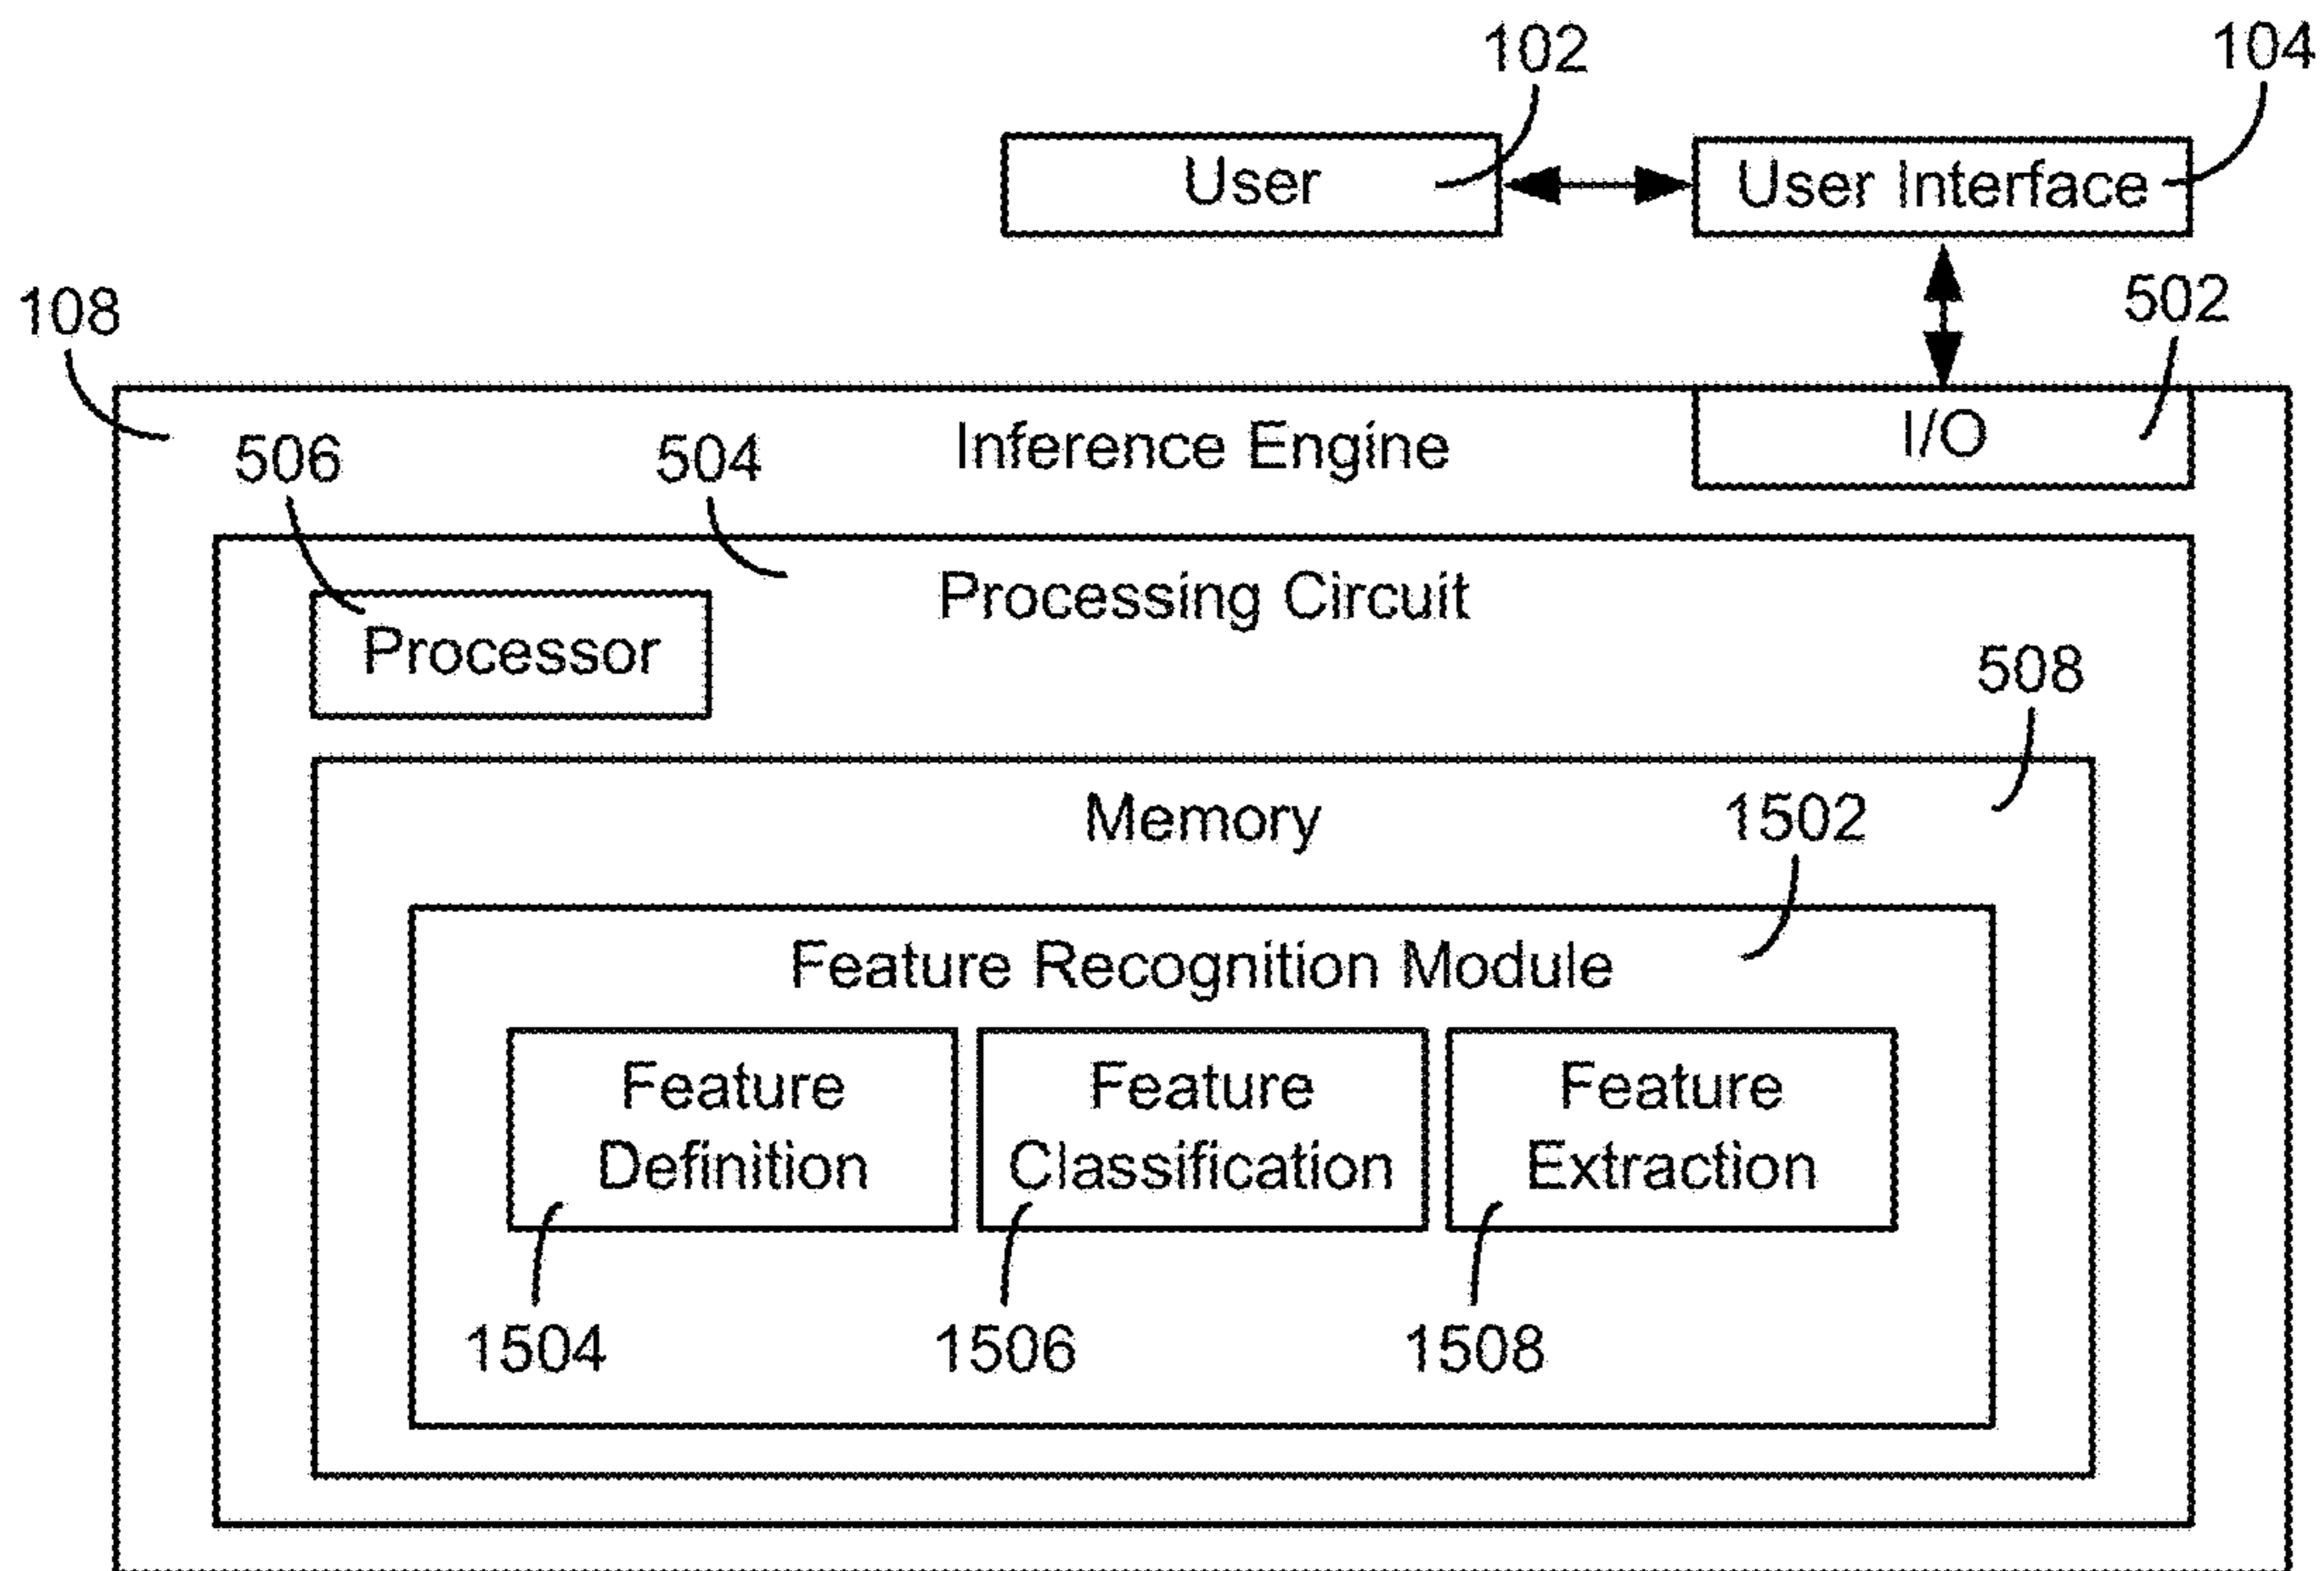 102
104
User
User Interface
108
502
506
504
Inference Engine
I/O
Processing Circuit
Processor
508
Memory
1502
Feature Recognition Module
Feature
Definition
Feature
Classification
Feature
Extraction
1504
1506
1508